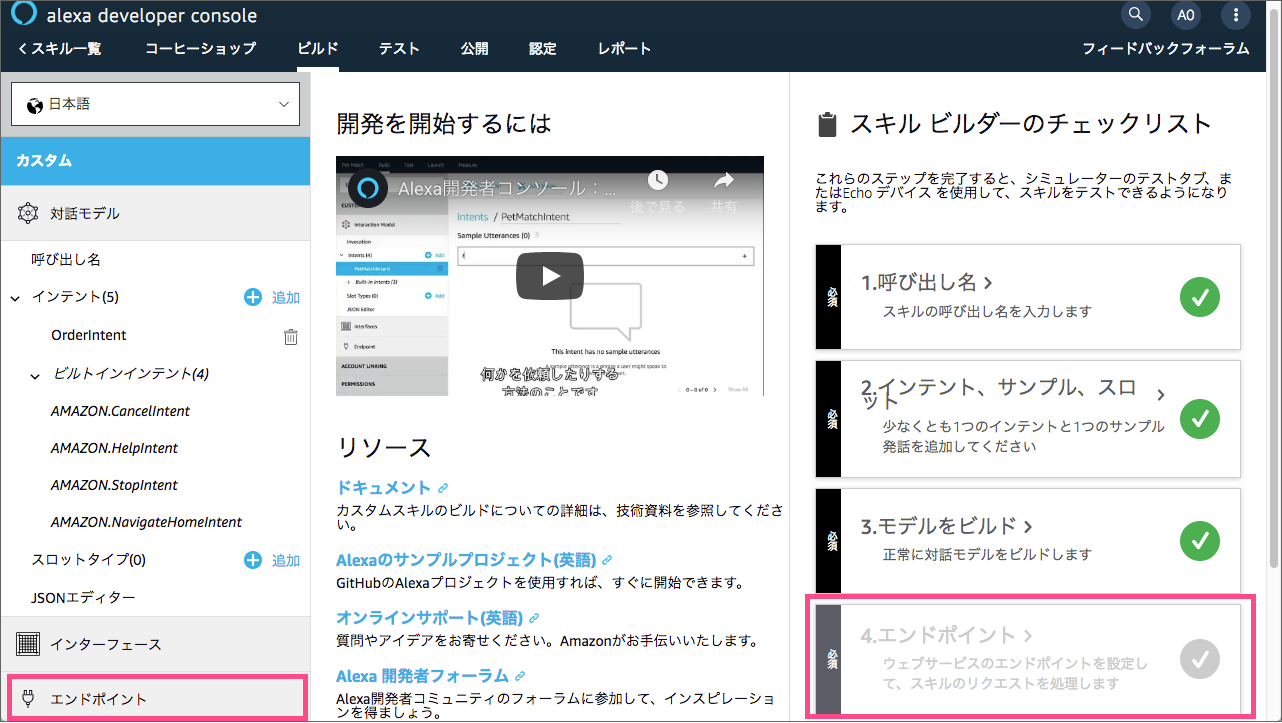 alexa developer console
A0
スキル一覧
コーヒーショップ
ビルド
テスト
公開
認定
レポート
フィードバックフォーラム
日本語
カスタム
対話モデル
呼び出し名
インテント(5)
追加
OrderIntent
ビルトインインテント(4)
AMAZON.CancelIntent
AMAZON.HelpIntent
AMAZON.StopIntent
AMAZON.NavigateHomeIntent
スロットタイプ(0)
追加
JSONエディター
インターフェース
エンドポイント
開発を開始するには
Pet Match Build Test Launch Measure
Alexa開発者コンソール：...
後で見る
共有
Interaction Model
Invocation
Intents (4)
Add
PetMatchIntent
Built-in Intents (3)
Slot Types (0)
Add
JSON Editor
Interfaces
Endpoint
ACCOUNT LINKING
PERMISSIONS
Intents / PetMatchIntent
Sample Utterances (0)
This intent has no sample utterances
A sample utterance is a phrase a user might speak to
0 – 0 of 0
Show All
何かを依頼したりする
方法のことです
リソース
ドキュメント
カスタムスキルのビルドについての詳細は、技術資料を参照してくださ
い。
Alexaのサンプルプロジェクト(英語)
GitHubのAlexaプロジェクトを使用すれば、すぐに開始できます。
オンラインサポート(英語)
質問やアイデアをお寄せください。Amazonがお手伝いいたします。
Alexa 開発者フォーラム
Alexa開発者コミュニティのフォーラムに参加して、インスピレーショ
ンを得ましょう。
スキル ビルダーのチェックリスト
これらのステップを完了すると、シミュレーターのテストタブ、ま
たはEcho デバイス を使用して、スキルをテストできるようになり
ます。
必須
1.呼び出し名
スキルの呼び出し名を入力します
必須
2.インテント、サンプル、スロ
ット
少なくとも1つのインテントと1つのサンプル
発話を追加してください
必須
3.モデルをビルド
正常に対話モデルをビルドします
必須
4.エンドポイント
ウェブサービスのエンドポイントを設定し
て、スキルのリクエストを処理します